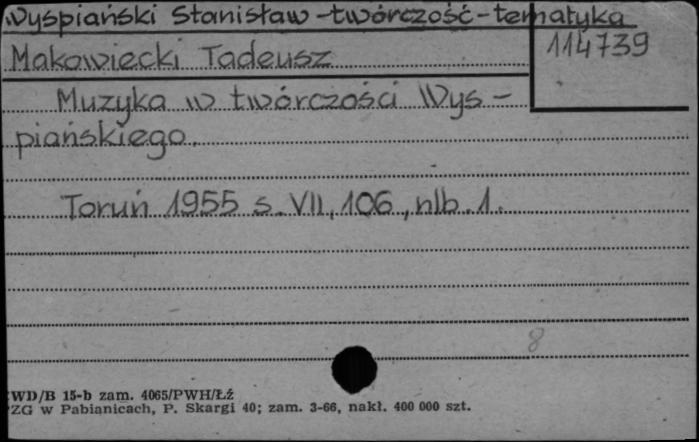 Wyśpiański Stanisław - twórczość - tematyka
114739
Makowiecki Tadeusz
Muzyka w twórczości Wys-
piańskiego.
Toruń 1955 s. VII, 106, nlb. 1.
8
WD/B 15-b zam. 4065/PWH/Łź
ZG w Pabianicach, P. Skargi 40; zam. 3-66, nakł. 400 000 szt.